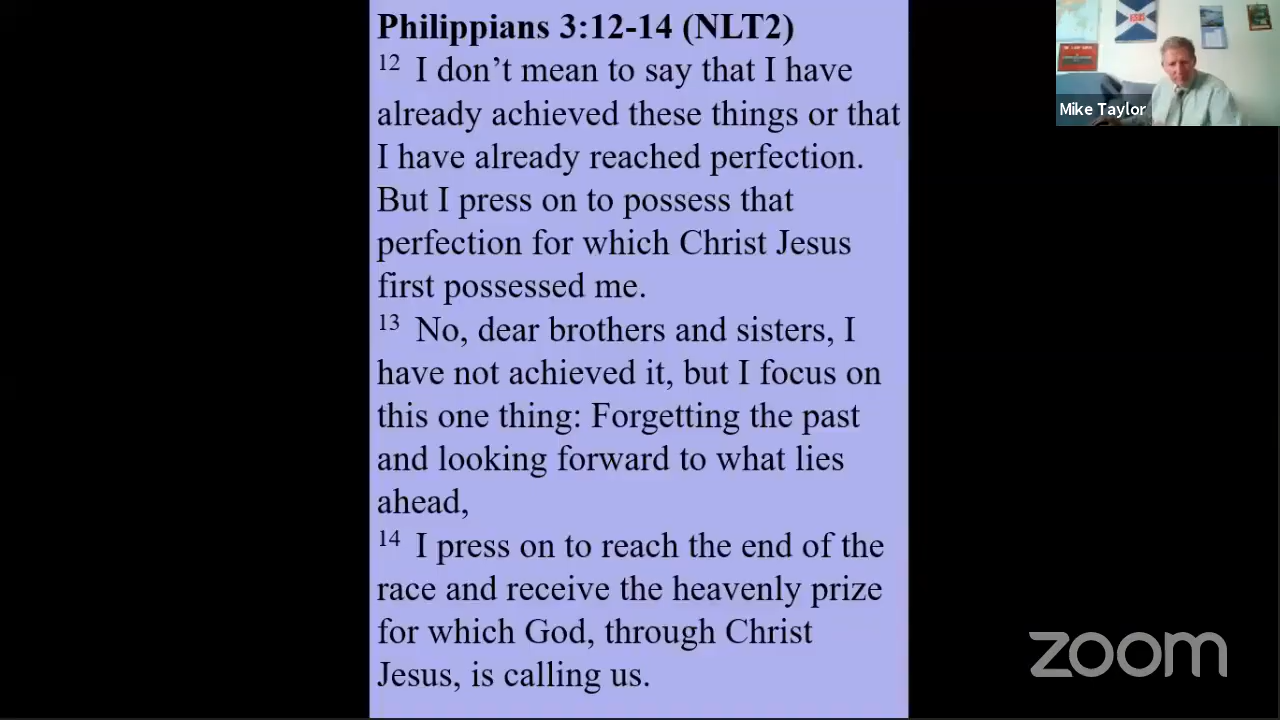 Philippians 3:12-14 (NLT2)
12 I don’t mean to say that I have
already achieved these things or that
I have already reached perfection.
But I press on to possess that
perfection for which Christ Jesus
first possessed me.
13 No, dear brothers and sisters, I
have not achieved it, but I focus on
this one thing: Forgetting the past
and looking forward to what lies
ahead,
14 I press on to reach the end of the
race and receive the heavenly prize
for which God, through Christ
Jesus, is calling us.
JESUS
Mike Taylor
zoom